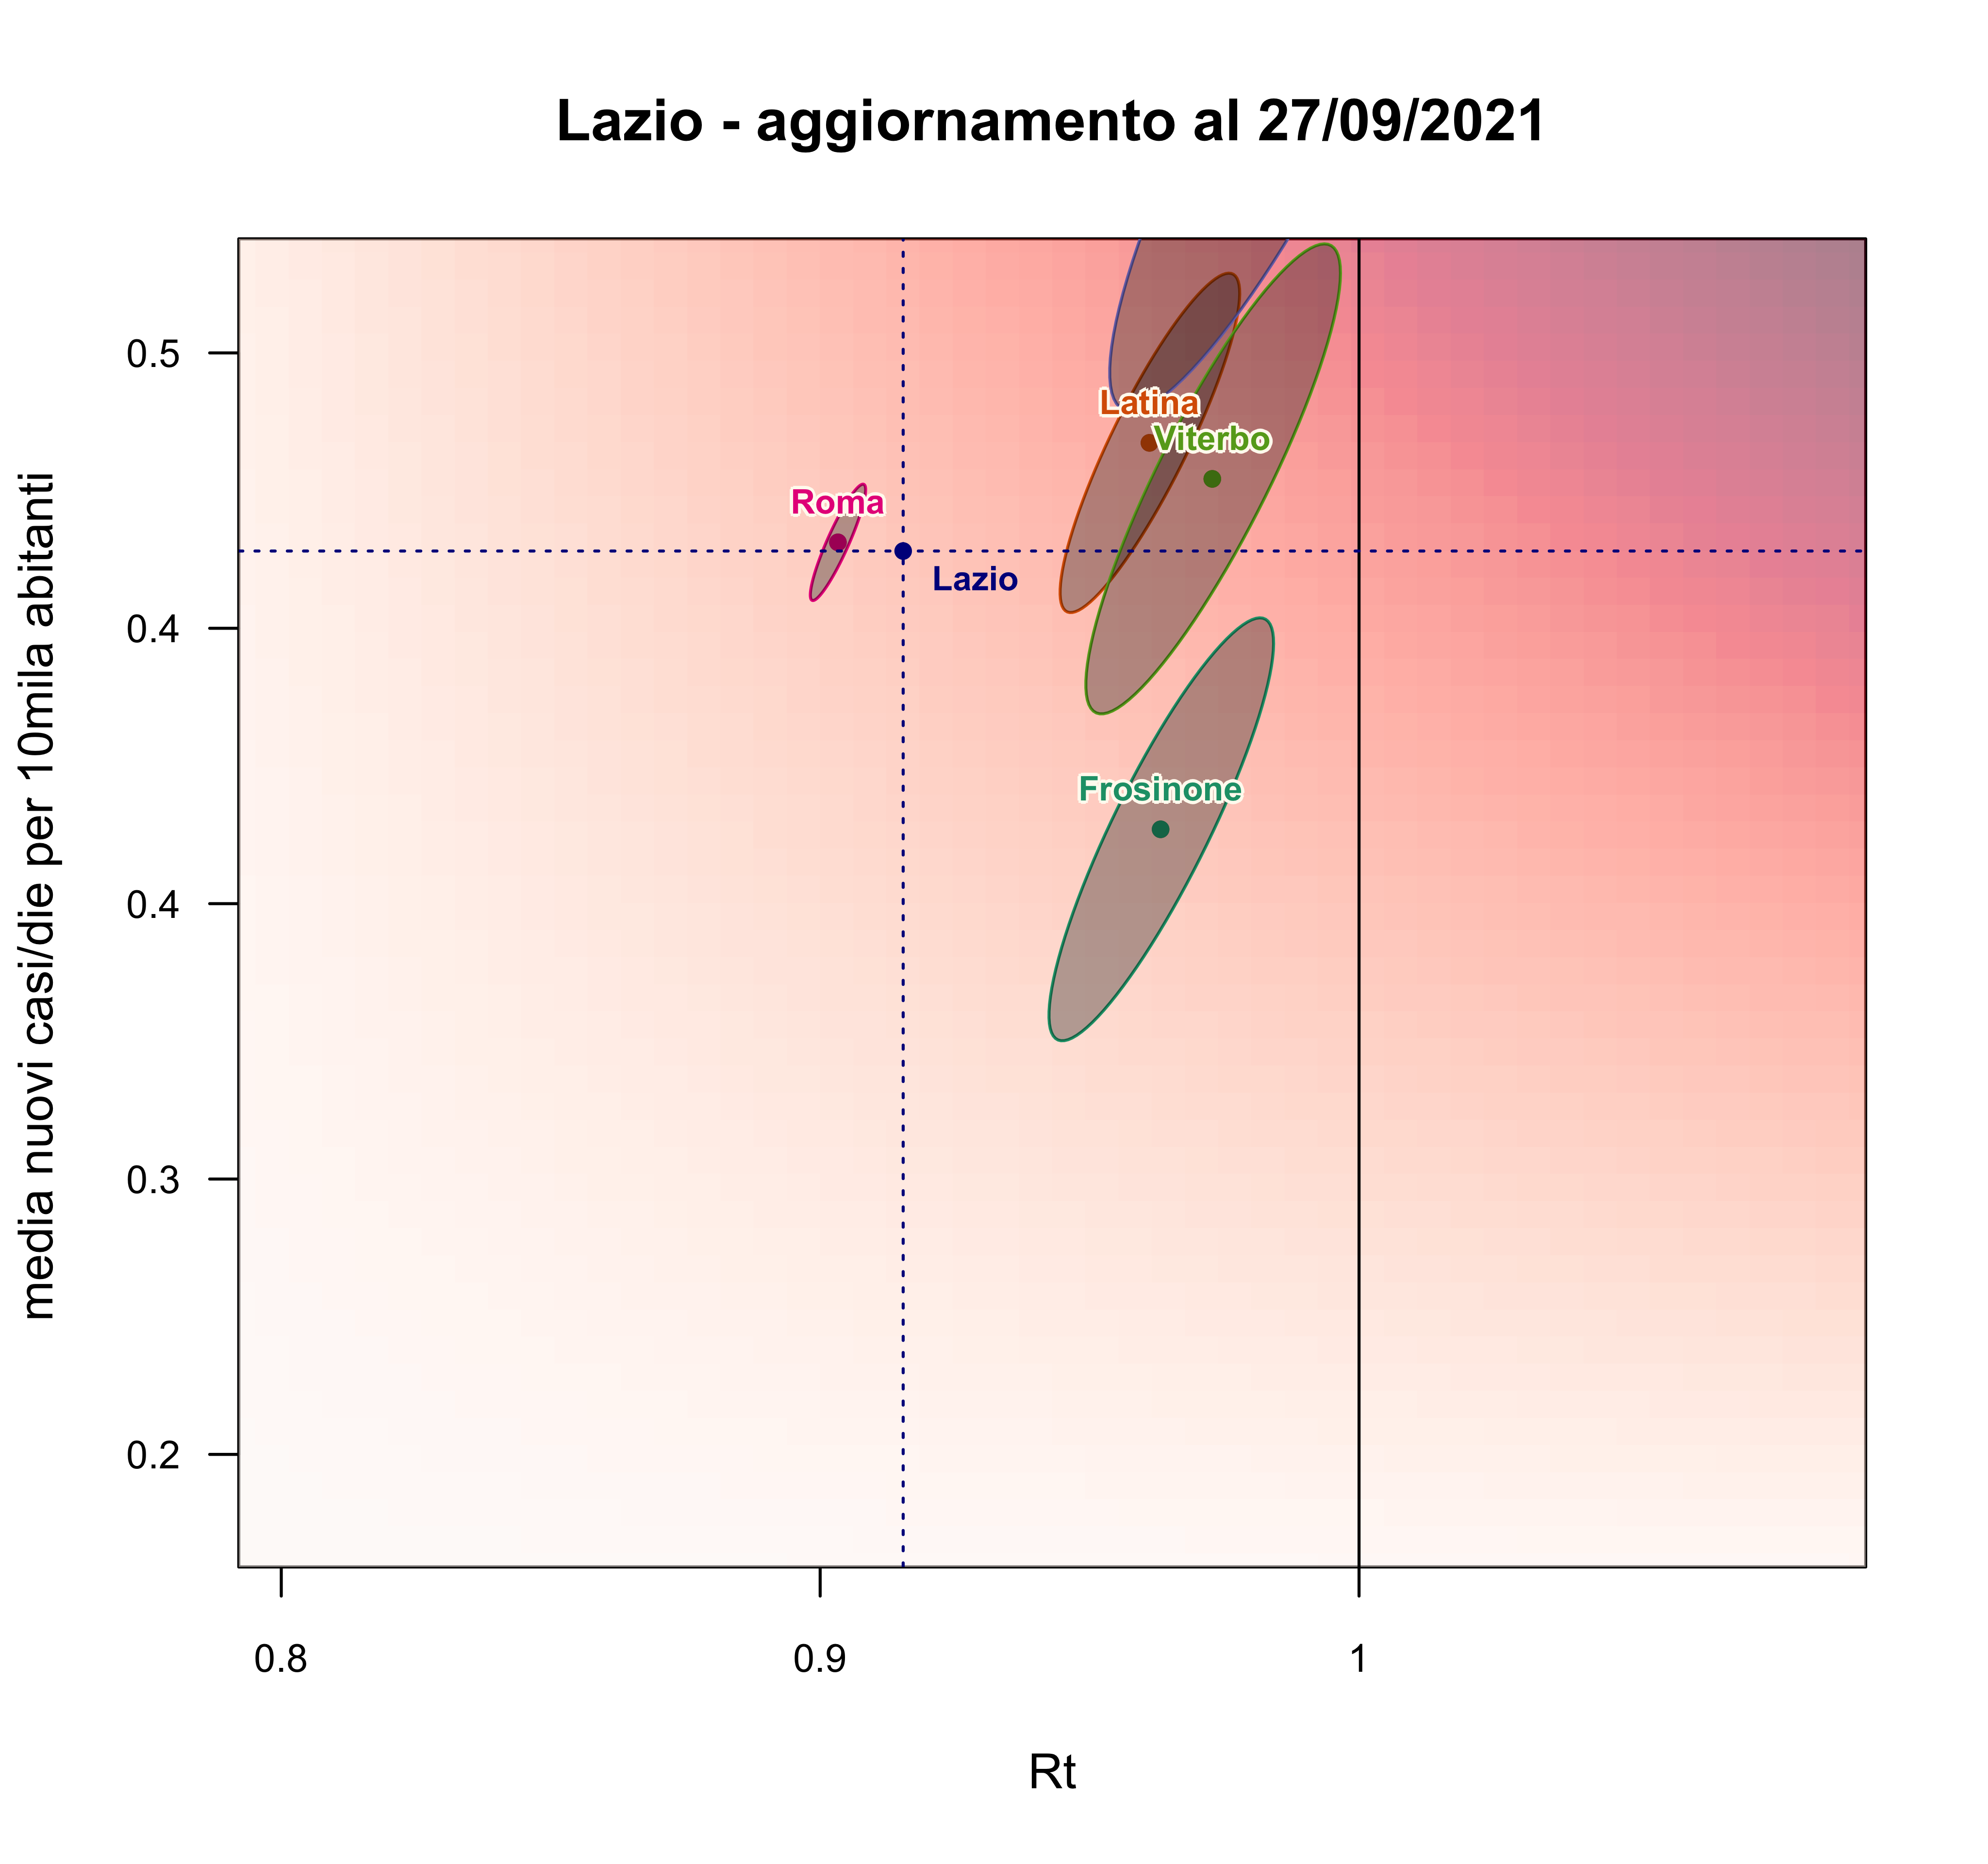 Lazio - aggiornamento al 27/09/2021
media nuovi casi/die per 10mila abitanti
0.5
0.4
0.4
0.3
0.2
Latina
Viterbo
Roma
Lazio
Frosinone
0.8
0.9
1
Rt